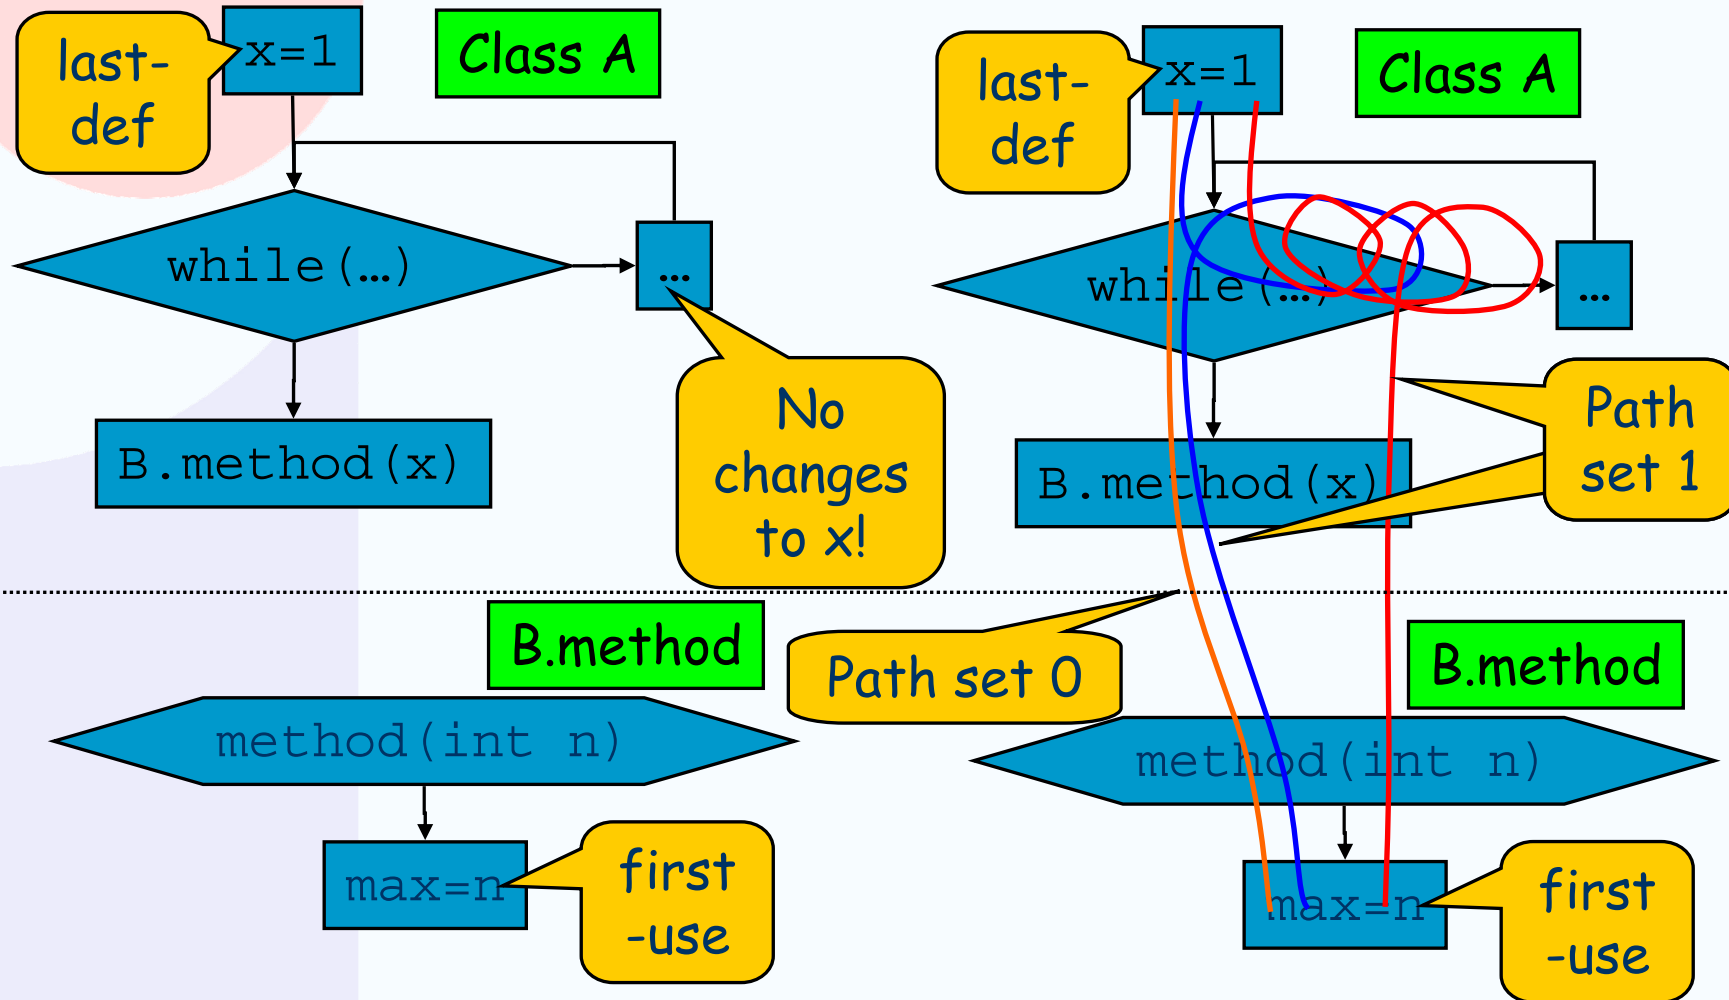 last-
def
x=1
Class A
while(…)
...
No
changes
to x!
B.method(x)
B.method
method(int n)
max=n
first
-use
last-
def
x=1
Class A
while(…)
...
Path
set 1
B.method(x)
Path set 0
B.method
method(int n)
max=n
first
-use